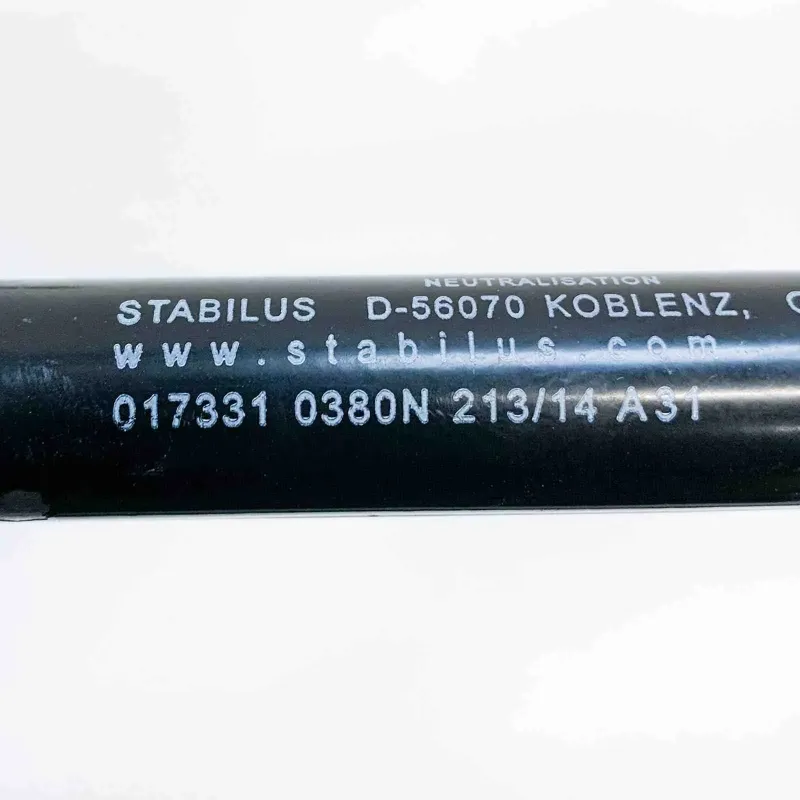 NEUTRALISATION
STABILUS D-56070 KOBLENZ,
www.stabilus.com
017331 0380N 213/14 A31